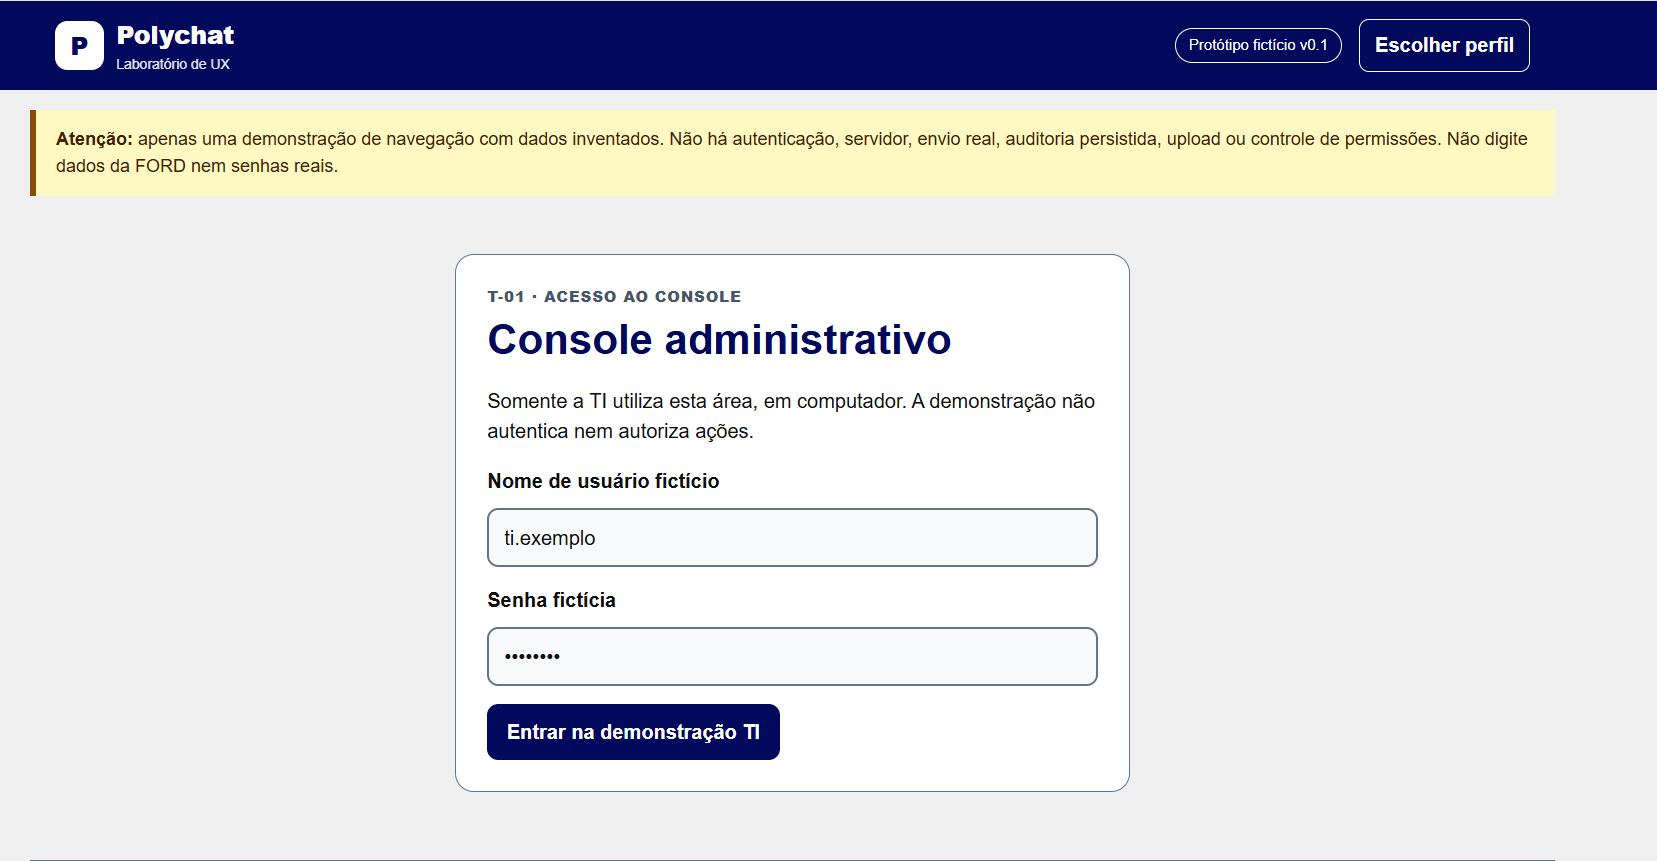 P
Polychat
Laboratório de UX
Protótipo fictício v0.1
Escolher perfil
Atenção: apenas uma demonstração de navegação com dados inventados. Não há autenticação, servidor, envio real, auditoria persistida, upload ou controle de permissões. Não digite
dados da FORD nem senhas reais.
T-01 · ACESSO AO CONSOLE
Console administrativo
Somente a TI utiliza esta área, em computador. A demonstração não
autentica nem autoriza ações.
Nome de usuário fictício
ti.exemplo
Senha fictícia
••••••••
Entrar na demonstração TI